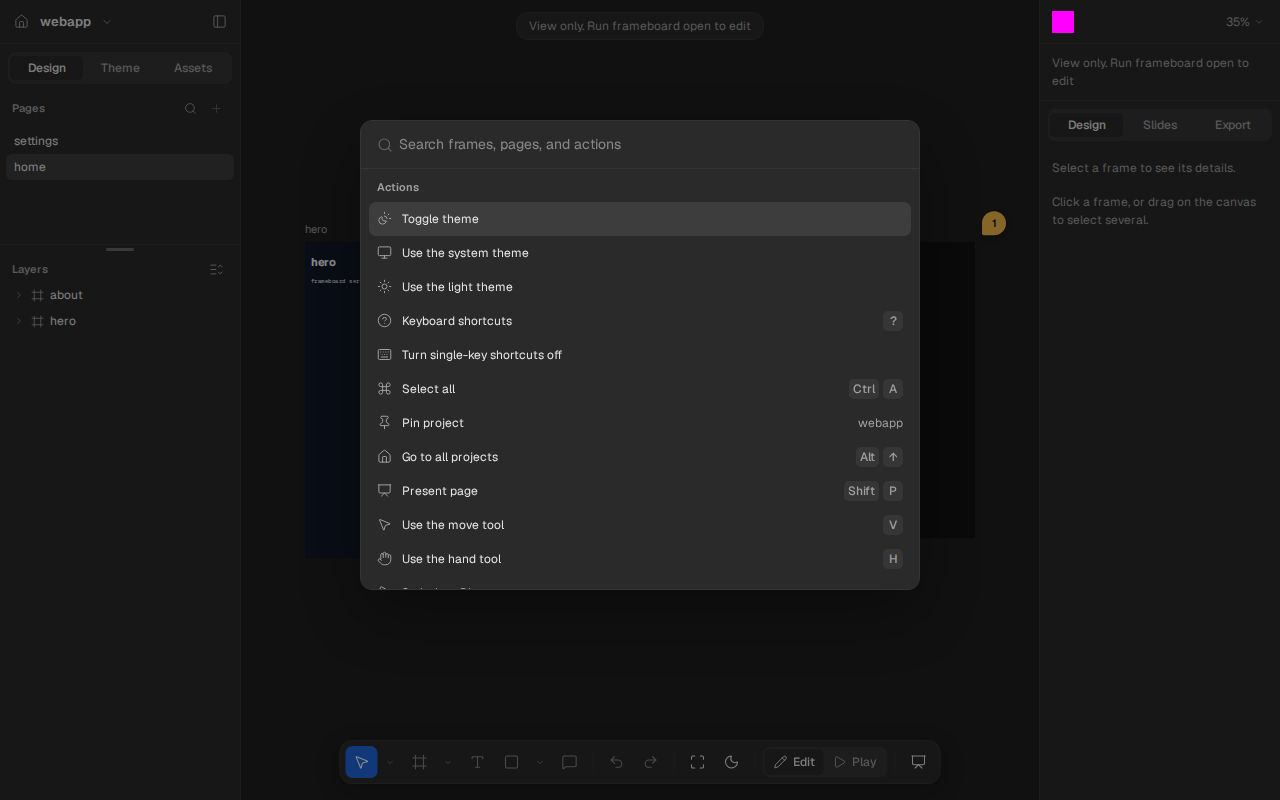 webapp
View only. Run frameboard open to edit
35%
Design
Theme
Assets
View only. Run frameboard open to
edit
Pages
settings
home
Design
Slides
Export
Select a frame to see its details.
Click a frame, or drag on the canvas
to select several.
Search frames, pages, and actions
Actions
Toggle theme
Use the system theme
Use the light theme
Keyboard shortcuts ?
Turn single-key shortcuts off
Select all Ctrl A
Pin project webapp
Go to all projects Alt ↑
Present page Shift P
Use the move tool V
Use the hand tool H
hero
hero
frameboard
1
Layers
about
hero
Edit
Play